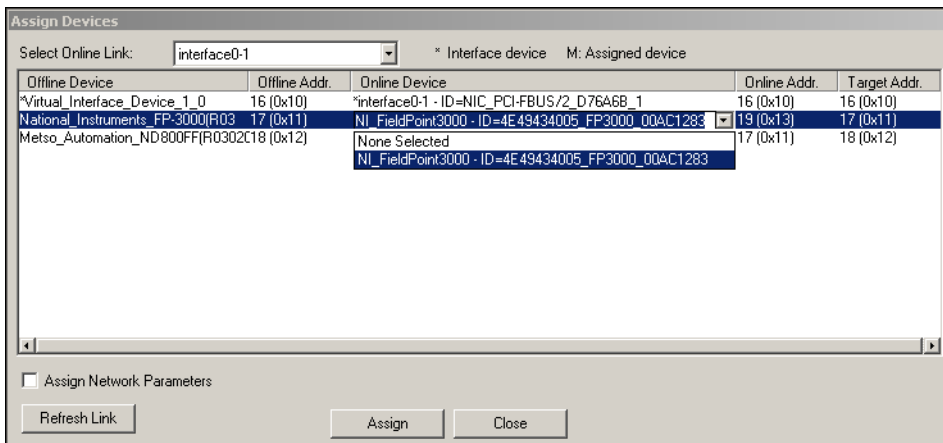 Assign Devices
Select Online Link: interface0-1 * Interface device M: Assigned device
Offline Device Offline Addr. Online Device Online Addr. Target Addr.
*Virtual_Interface_Device_1_0 16 (0x10) *interface0-1 - ID=NIC_PCI-FBUS/2_D76A6B_1 16 (0x10) 16 (0x10)
National_Instruments_FP-3000(R03 17 (0x11) NI_FieldPoint3000 - ID=4E49434005_FP3000_00AC1283 19 (0x13) 17 (0x11)
Metso_Automation_ND800FF(R0302( 18 (0x12) None Selected 17 (0x11) 18 (0x12)
NI_FieldPoint3000 - ID=4E49434005_FP3000_00AC1283
Assign Network Parameters
Refresh Link Assign Close